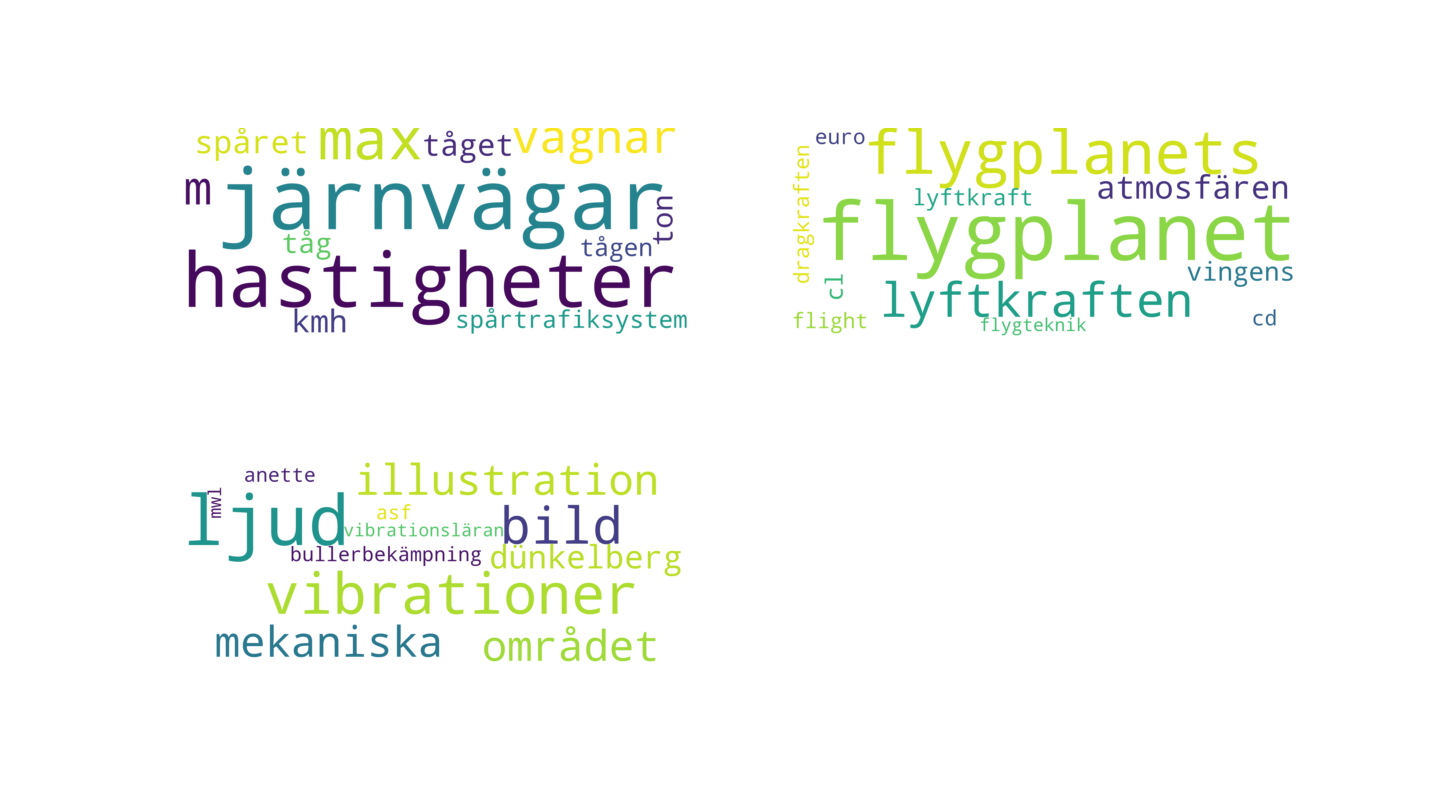 spåret max tåget vagnar
m järnvägar ton
tåg tågen
hastigheter
kmh spårtrafiksystem
euro flygplanets
dragkraften lyftkraft atmosfären
flygplanet
cl lyftkraften vingens
flight flygteknik cd
anette illustration
mwl ljud asf bild
vibrationsläran
bullerbekämpning dünkelberg
vibrationer
mekaniska området